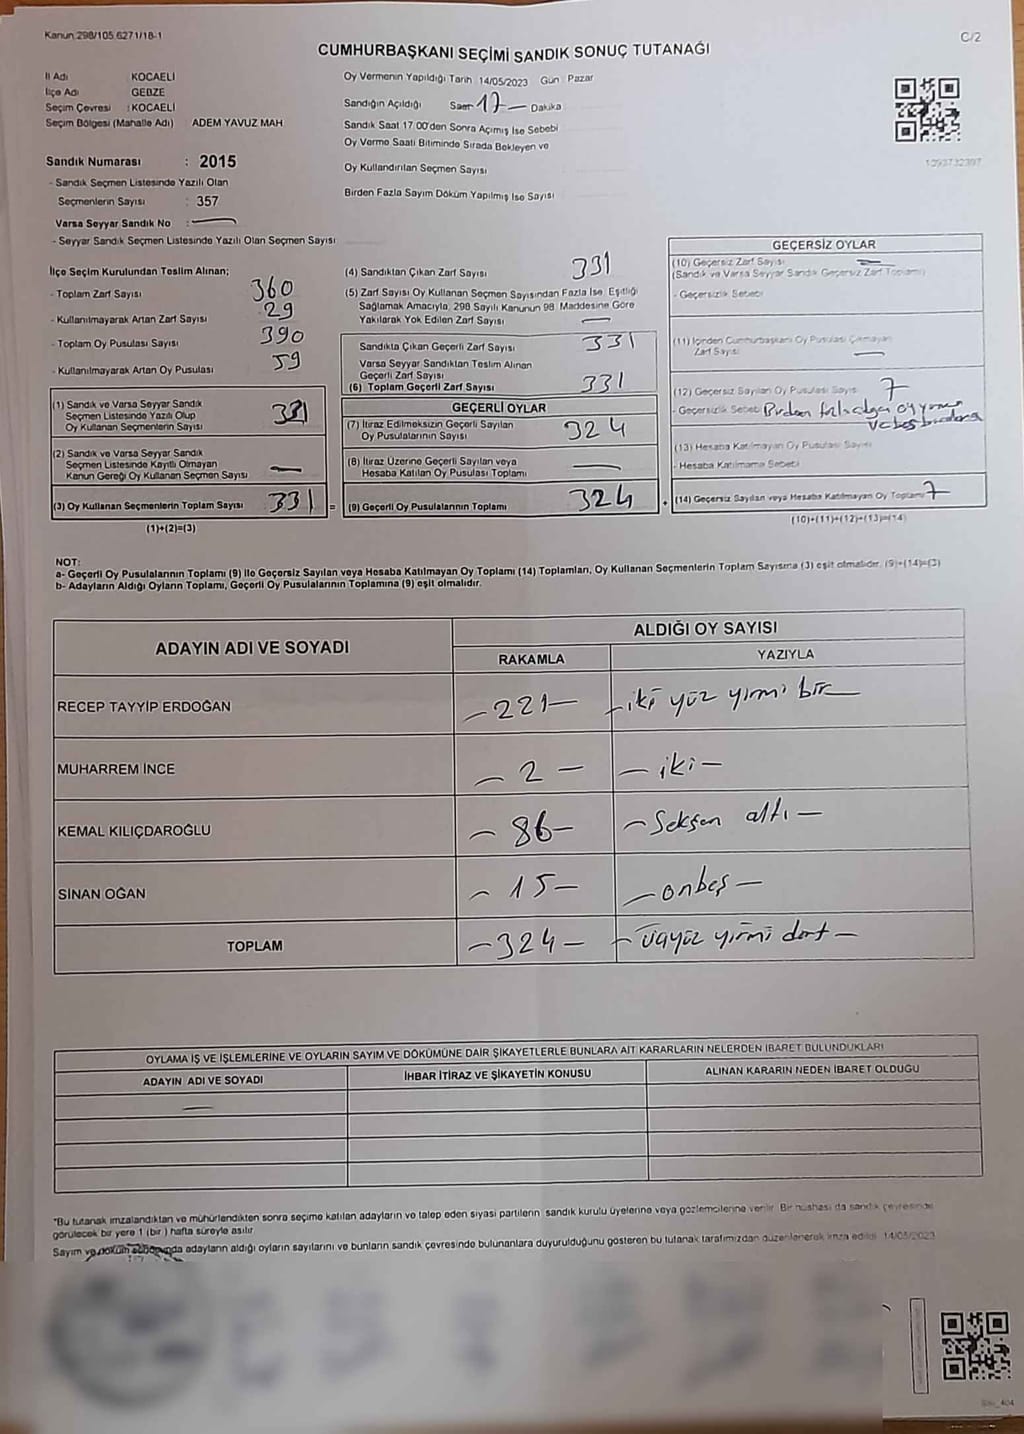 Kanun 298/105 6271/18-1
C/2
CUMHURBAŞKANI SEÇİMİ SANDIK SONUÇ TUTANAĞI
İl Adı KOCAELİ
İlçe Adı GEBZE
Seçim Çevresi : KOCAELİ
Seçim Bölgesi (Mahalle Adı) ADEM YAVUZ MAH
Sandık Numarası : 2015
- Sandık Seçmen Listesinde Yazılı Olan
Seçmenlerin Sayısı : 357
Varsa Seyyar Sandık No : —
- Seyyar Sandık Seçmen Listesinde Yazılı Olan Seçmen Sayısı
Oy Vermenin Yapıldığı Tarih 14/05/2023 Gün Pazar
Sandığın Açıldığı Saat 17 — Dakika
Sandık Saat 17:00'den Sonra Açılmış İse Sebebi
Oy Verme Saati Bitiminde Sırada Bekleyen ve
Oy Kullandırılan Seçmen Sayısı
Birden Fazla Sayım Döküm Yapılmış İse Sayısı
1093732397
İlçe Seçim Kurulundan Teslim Alınan;
- Toplam Zarf Sayısı 360
- Kullanılmayarak Artan Zarf Sayısı 29
- Toplam Oy Pusulası Sayısı 390
- Kullanılmayarak Artan Oy Pusulası 59
(1) Sandık ve Varsa Seyyar Sandık
Seçmen Listesinde Yazılı Olup
Oy Kullanan Seçmenlerin Sayısı 331
(2) Sandık ve Varsa Seyyar Sandık
Seçmen Listesinde Kayıtlı Olmayan
Kanun Gereği Oy Kullanan Seçmen Sayısı —
(3) Oy Kullanan Seçmenlerin Toplam Sayısı 331 =
(1)+(2)=(3)
(4) Sandıktan Çıkan Zarf Sayısı 331
(5) Zarf Sayısı Oy Kullanan Seçmen Sayısından Fazla İse, Eşitliği
Sağlamak Amacıyla, 298 Sayılı Kanunun 98. Maddesine Göre
Yakılarak Yok Edilen Zarf Sayısı —
Sandıkta Çıkan Geçerli Zarf Sayısı 331
Varsa Seyyar Sandıktan Teslim Alınan
Geçerli Zarf Sayısı
(6) Toplam Geçerli Zarf Sayısı 331
GEÇERLİ OYLAR
(7) İtiraz Edilmeksizin Geçerli Sayılan
Oy Pusulalarının Sayısı 324
(8) İtiraz Üzerine Geçerli Sayılan veya
Hesaba Katılan Oy Pusulası Toplamı —
(9) Geçerli Oy Pusulalarının Toplamı 324 +
GEÇERSİZ OYLAR
(10) Geçersiz Zarf Sayısı —
(Sandık ve Varsa Seyyar Sandık Geçersiz Zarf Toplamı)
- Geçersizlik Sebebi
(11) İçinden Cumhurbaşkanı Oy Pusulası Çıkmayan
Zarf Sayısı —
(12) Geçersiz Sayılan Oy Pusulası Sayısı 7
- Geçersizlik Sebebi Birden fazla
(13) Hesaba Katılmayan Oy Pusulası Sayısı
- Hesaba Katılmama Sebebi
(14) Geçersiz Sayılan veya Hesaba Katılmayan Oy Toplamı 7
(10)+(11)+(12)+(13)=(14)
NOT:
a- Geçerli Oy Pusulalarının Toplamı (9) ile Geçersiz Sayılan veya Hesaba Katılmayan Oy Toplamı (14) Toplamları, Oy Kullanan Seçmenlerin Toplam Sayısına (3) eşit olmalıdır. (9)+(14)=(3)
b- Adayların Aldığı Oyların Toplamı, Geçerli Oy Pusulalarının Toplamına (9) eşit olmalıdır.
ADAYIN ADI VE SOYADI ALDIĞI OY SAYISI
RAKAMLA YAZIYLA
RECEP TAYYİP ERDOĞAN — 221 — — iki yüz yirmi bir —
MUHARREM İNCE — 2 — — iki —
KEMAL KILIÇDAROĞLU — 86 — — Seksen altı —
SİNAN OĞAN — 15 — — onbeş —
TOPLAM — 324 — — üçyüz yirmi dört —
OYLAMA İŞ VE İŞLEMLERİNE VE OYLARIN SAYIM VE DÖKÜMÜNE DAİR ŞİKAYETLERLE BUNLARA AİT KARARLARIN NELERDEN İBARET BULUNDUKLARI
ADAYIN ADI VE SOYADI İHBAR İTİRAZ VE ŞİKAYETİN KONUSU ALINAN KARARIN NEDEN İBARET OLDUĞU
—
"Bu tutanak imzalandıktan ve mühürlendikten sonra seçime katılan adayların ve talep eden siyasi partilerin sandık kurulu üyelerine veya gözlemcilerine verilir. Bir nüshası da sandık çevresinde
görülecek bir yere 1 (bir) hafta süreyle asılır.
Sayım ve döküm sonucunda adayların aldığı oyların sayılarını ve bunların sandık çevresinde bulunanlara duyurulduğunu gösteren bu tutanak tarafımızdan düzenlenerek imza edildi. 14/05/2023